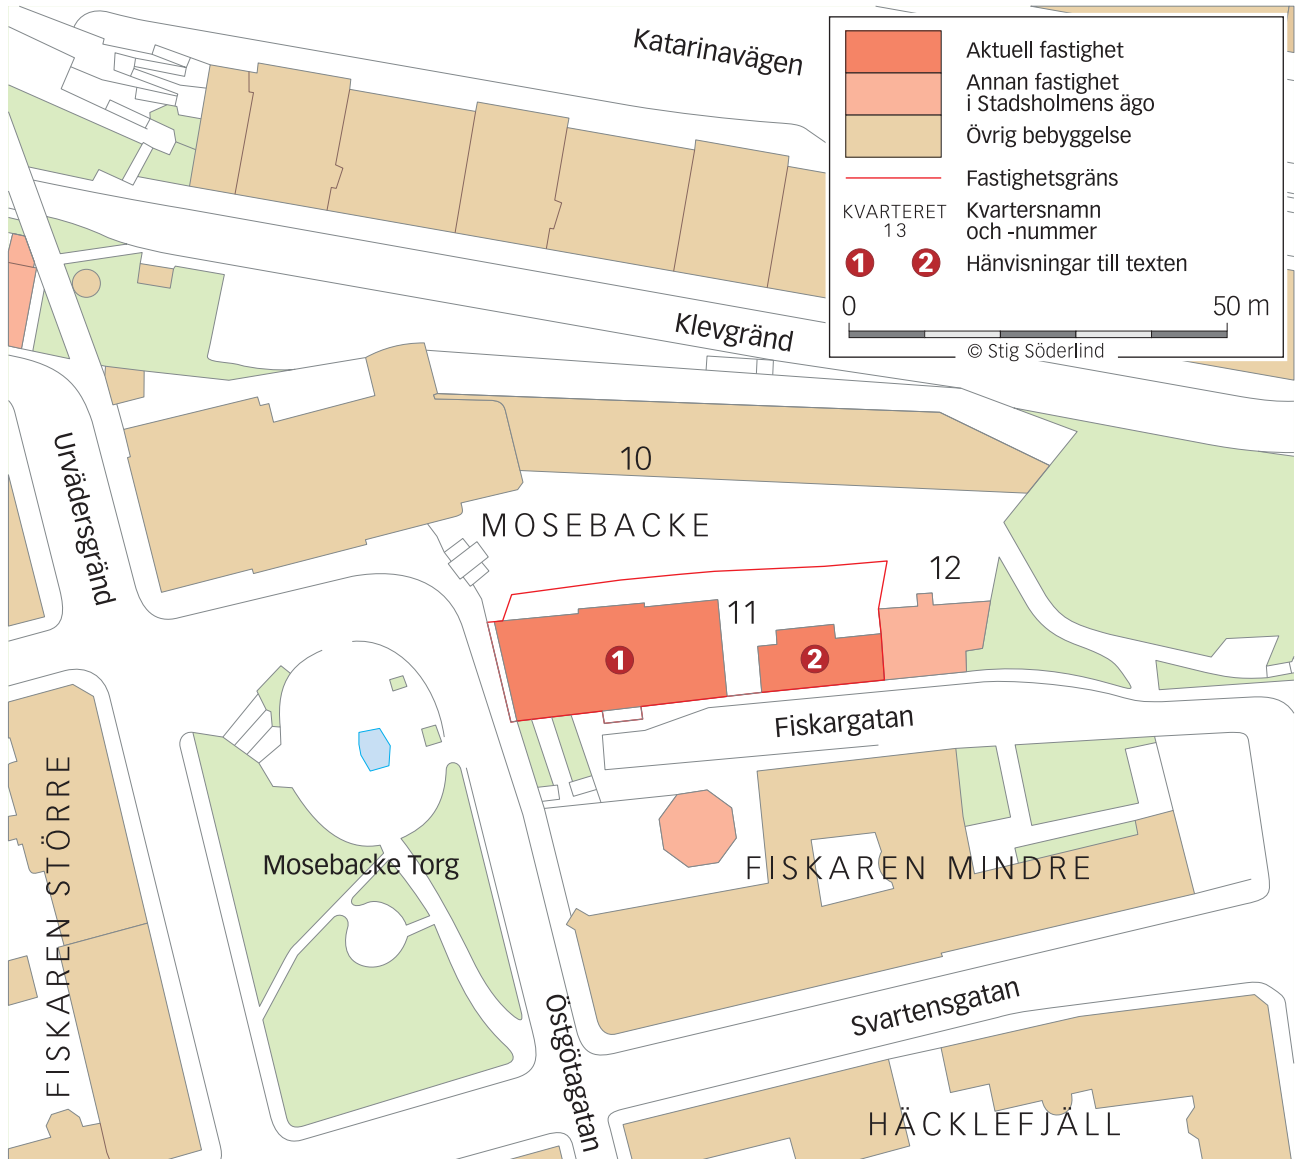 Katarinavägen
Aktuell fastighet
Annan fastighet
i Stadsholmens ägo
Övrig bebyggelse
Fastighetsgräns
KVARTERET
13
Kvartersnamn
och -nummer
1 2 Hänvisningar till texten
0 50 m
© Stig Söderlind
Klevgränd
Urvädersgränd
10
MOSEBACKE
12
11
1
2
Fiskargatan
FISKAREN STÖRRE
Mosebacke Torg
FISKAREN MINDRE
Östgötagatan
Svartensgatan
HÄCKLEFJÄLL